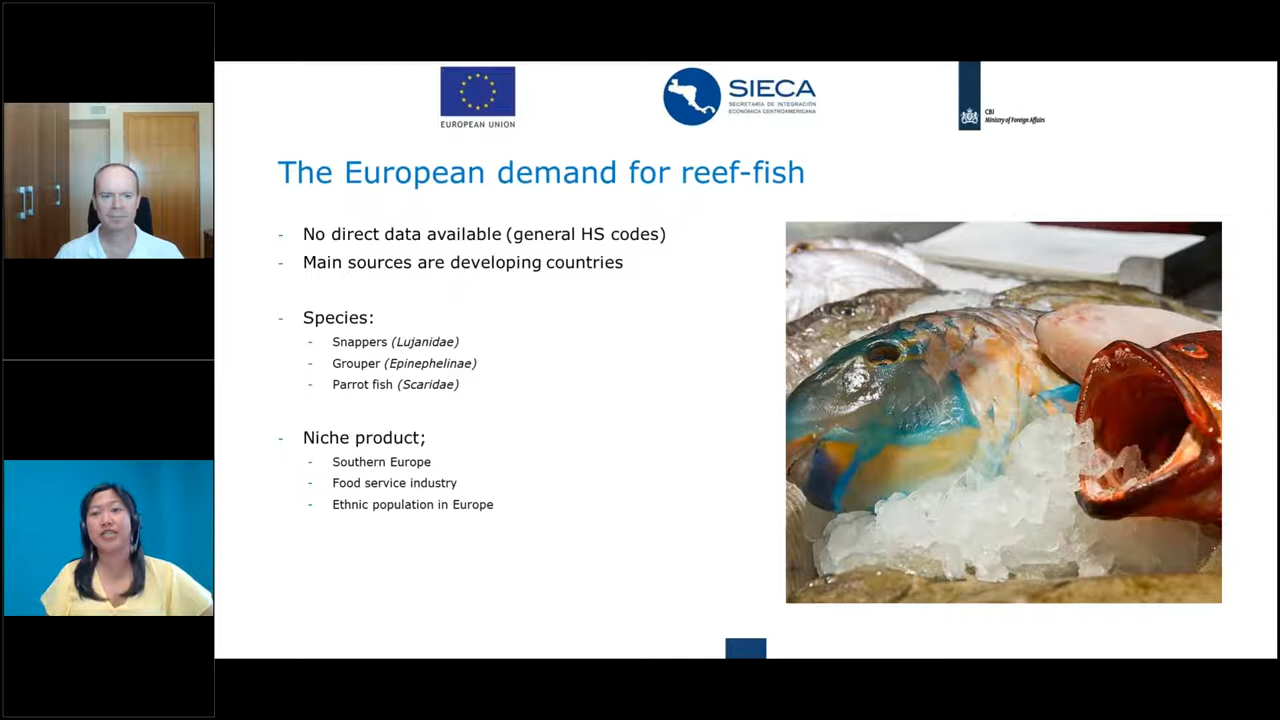 EUROPEAN UNION
SIECA
SECRETARÍA DE INTEGRACIÓN
ECONÓMICA CENTROAMERICANA
CBI
Ministry of Foreign Affairs
The European demand for reef-fish
- No direct data available (general HS codes)
- Main sources are developing countries
- Species:
- Snappers (Lujanidae)
- Grouper (Epinephelinae)
- Parrot fish (Scaridae)
- Niche product;
- Southern Europe
- Food service industry
- Ethnic population in Europe